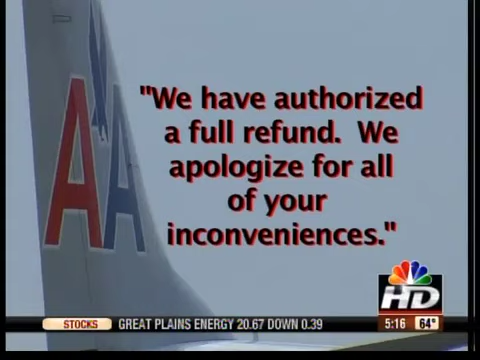 AA
"We have authorized
a full refund. We
apologize for all
of your
inconveniences."
HD
STOCKS GREAT PLAINS ENERGY 20.67 DOWN 0.39 5:16 64°